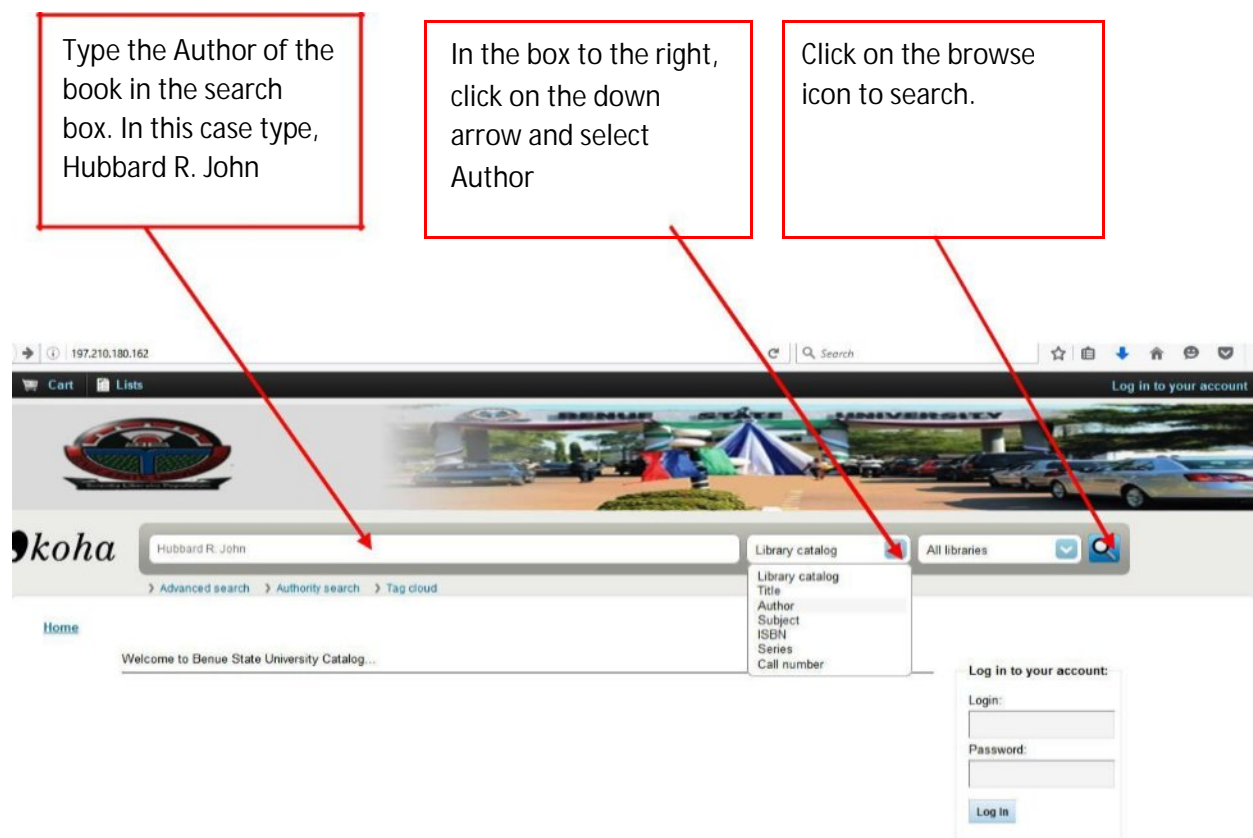 Type the Author of the
book in the search
box. In this case type,
Hubbard R. John
In the box to the right,
click on the down
arrow and select
Author
Click on the browse
icon to search.
197.210.180.162
Search
Cart
Lists
Log in to your account
BENUE STATE UNIVERSITY
koha
Hubbard R. John
Library catalog
All libraries
Advanced search
Authority search
Tag cloud
Library catalog
Title
Author
Subject
ISBN
Series
Call number
Home
Welcome to Benue State University Catalog...
Log in to your account:
Login:
Password:
Log In